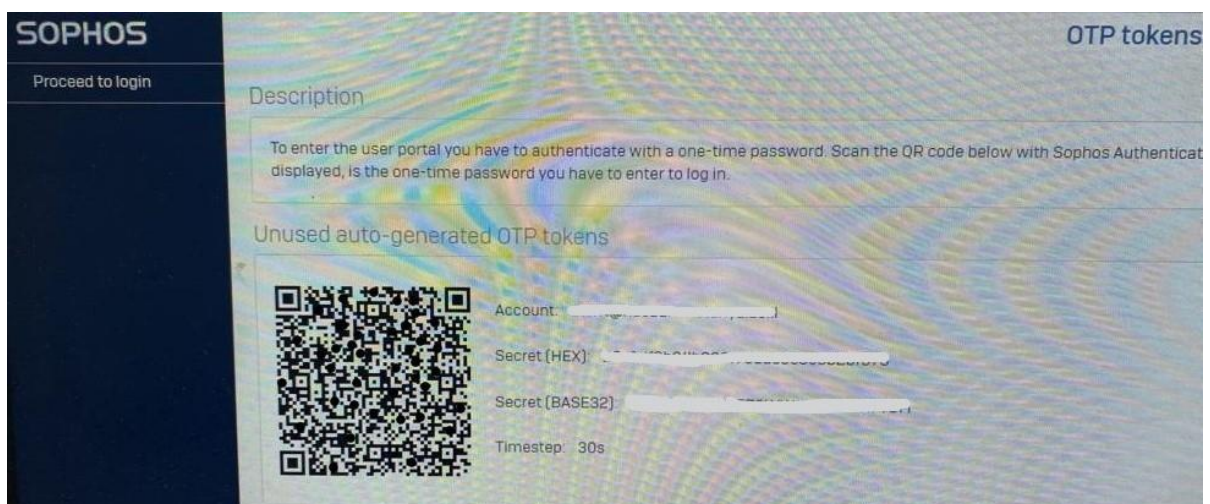 SOPHOS
OTP tokens
Proceed to login
Description
To enter the user portal you have to authenticate with a one-time password. Scan the QR code below with Sophos Authenticat
displayed, is the one-time password you have to enter to log in.
Unused auto-generated OTP tokens
Account:
Secret (HEX):
Secret (BASE32):
Timestep: 30s